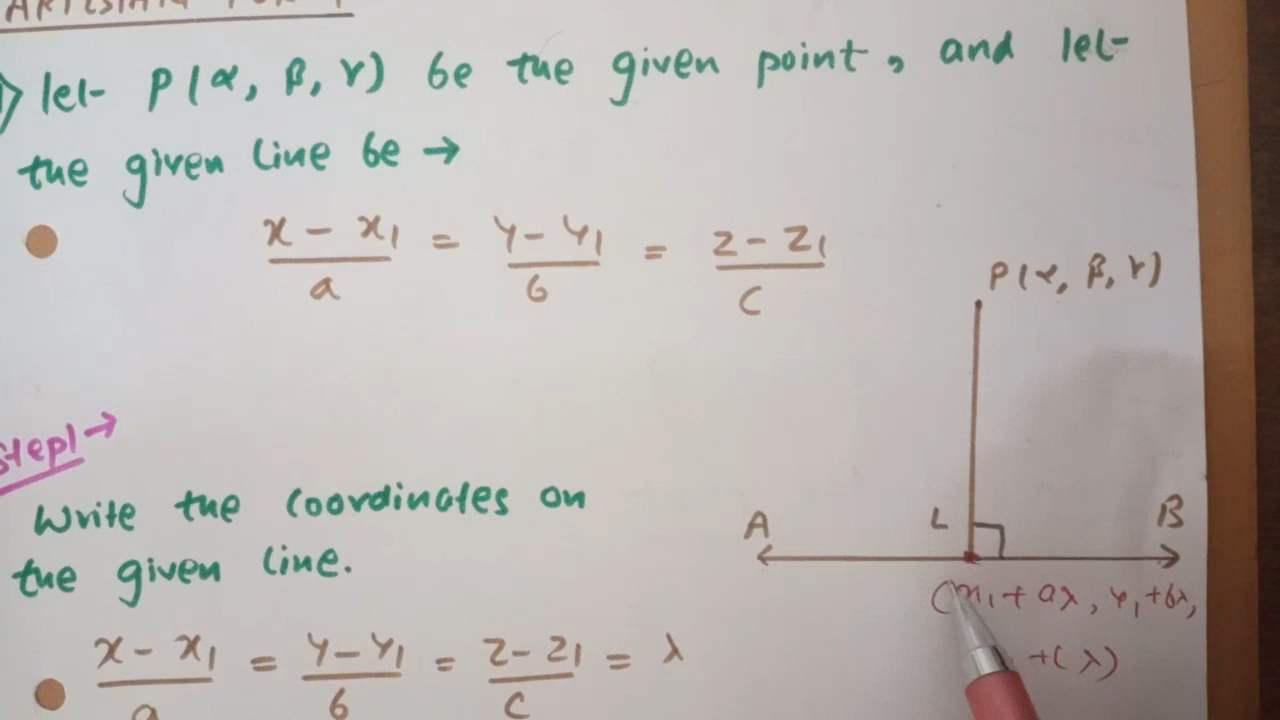 let P(α, β, γ) be the given point, and let
the given line be →
x - x₁ / a = y - y₁ / b = z - z₁ / c
P(α, β, γ)
Step1 →
Write the coordinates on
the given line.
A L B
(x₁ + aλ, y₁ + bλ,
+cλ)
x - x₁ / a = y - y₁ / b = z - z₁ / c = λ